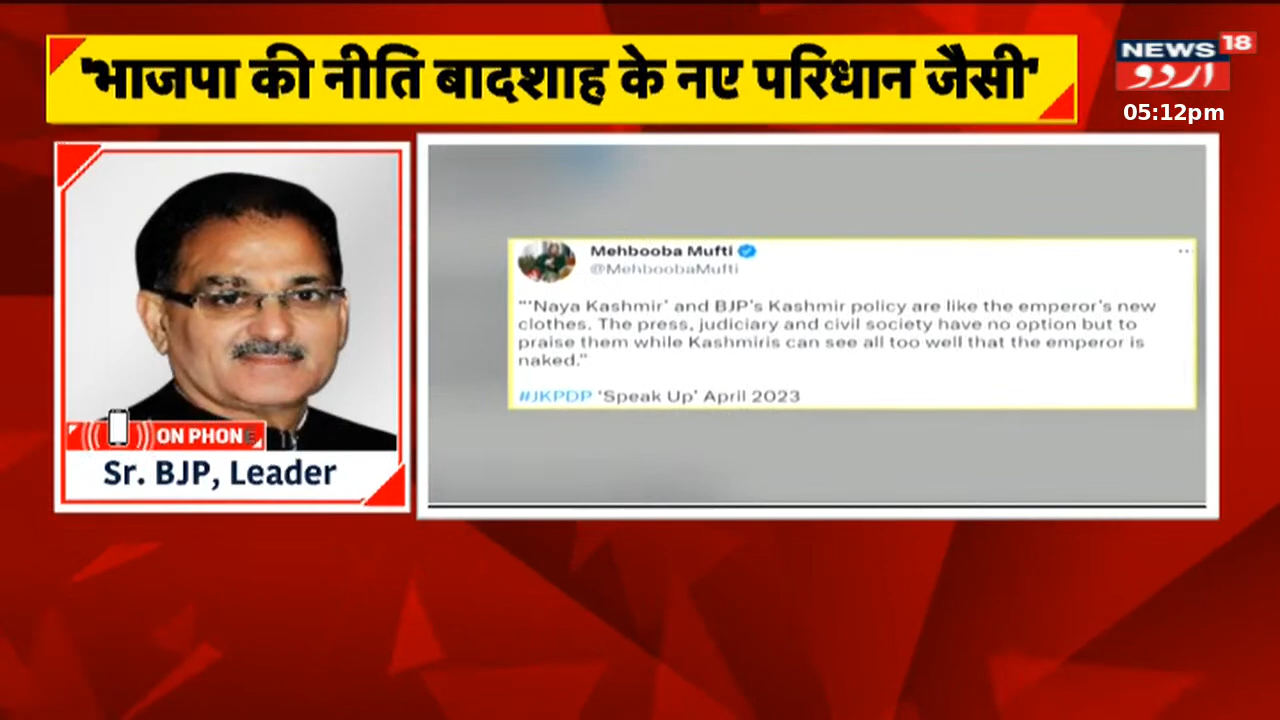 'भाजपा की नीति बादशाह के नए परिधान जैसी'
NEWS 18
اردو
05:12pm
Mehbooba Mufti
@MehboobaMufti
"'Naya Kashmir' and BJP's Kashmir policy are like the emperor's new
clothes. The press, judiciary and civil society have no option but to
praise them while Kashmiris can see all too well that the emperor is
naked."
#JKPDP 'Speak Up' April 2023
ON PHONE
Sr. BJP, Leader